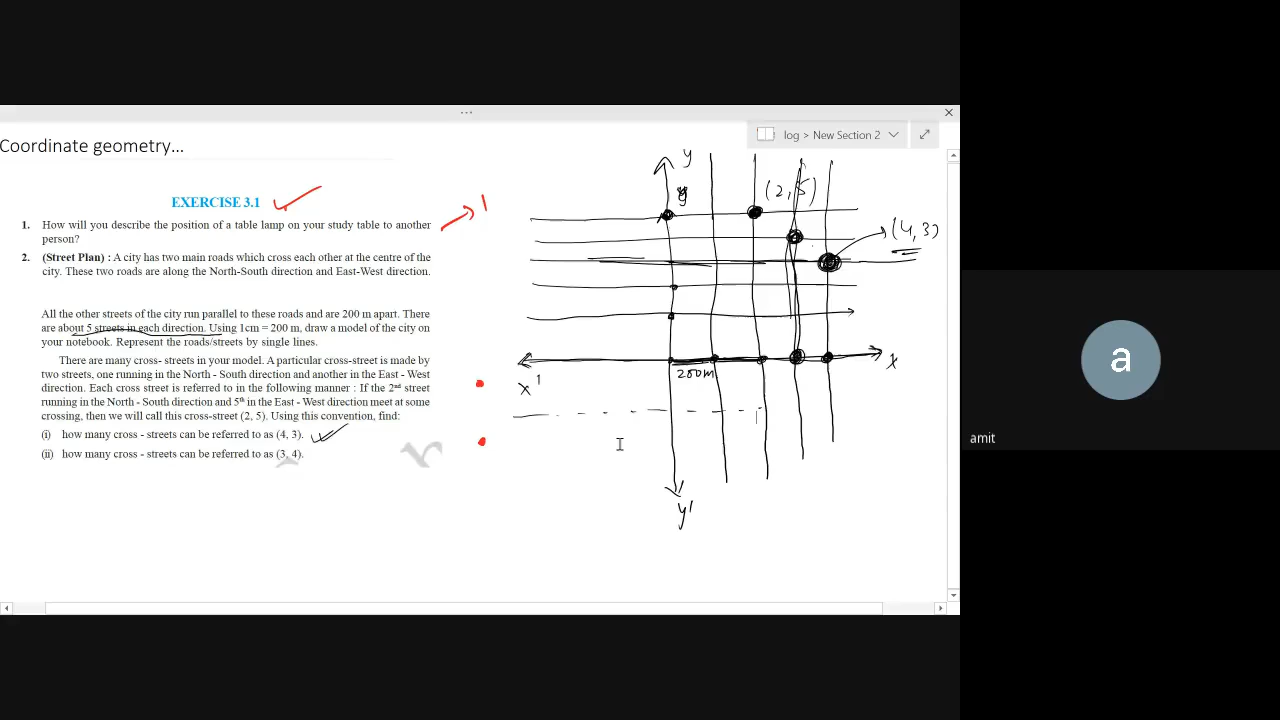 log > New Section 2
Coordinate geometry...
EXERCISE 3.1
1. How will you describe the position of a table lamp on your study table to another
person?
2. (Street Plan) : A city has two main roads which cross each other at the centre of the
city. These two roads are along the North-South direction and East-West direction.
All the other streets of the city run parallel to these roads and are 200 m apart. There
are about 5 streets in each direction. Using 1cm = 200 m, draw a model of the city on
your notebook. Represent the roads/streets by single lines.
There are many cross- streets in your model. A particular cross-street is made by
two streets, one running in the North - South direction and another in the East - West
direction. Each cross street is referred to in the following manner : If the 2nd street
running in the North - South direction and 5th in the East - West direction meet at some
crossing, then we will call this cross-street (2, 5). Using this convention, find:
(i) how many cross - streets can be referred to as (4, 3).
(ii) how many cross - streets can be referred to as (3, 4).
1
y
y
(2, 5)
(4, 3)
x
200m
x'
y'
a
amit